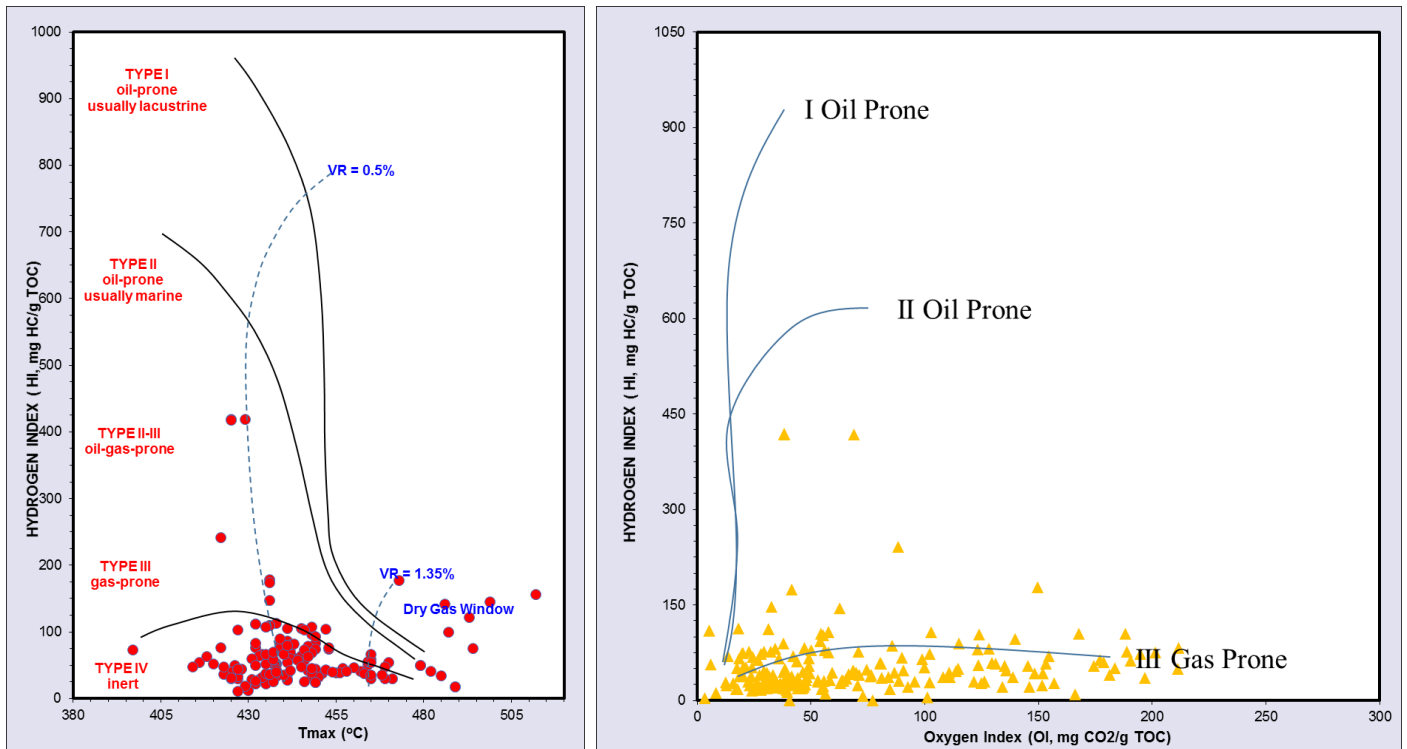 1000
900
800
700
600
500
400
300
200
100
0
HYDROGEN INDEX ( HI, mg HC/g TOC)
TYPE I
oil-prone
usually lacustrine
VR = 0.5%
TYPE II
oil-prone
usually marine
TYPE II-III
oil-gas-prone
TYPE III
gas-prone
VR = 1.35%
Dry Gas Window
TYPE IV
inert
380
405
430
455
480
505
Tmax (oC)
1050
900
750
600
450
300
150
0
HYDROGEN INDEX ( HI, mg HC/g TOC)
I Oil Prone
II Oil Prone
III Gas Prone
0
50
100
150
200
250
300
Oxygen Index (OI, mg CO2/g TOC)